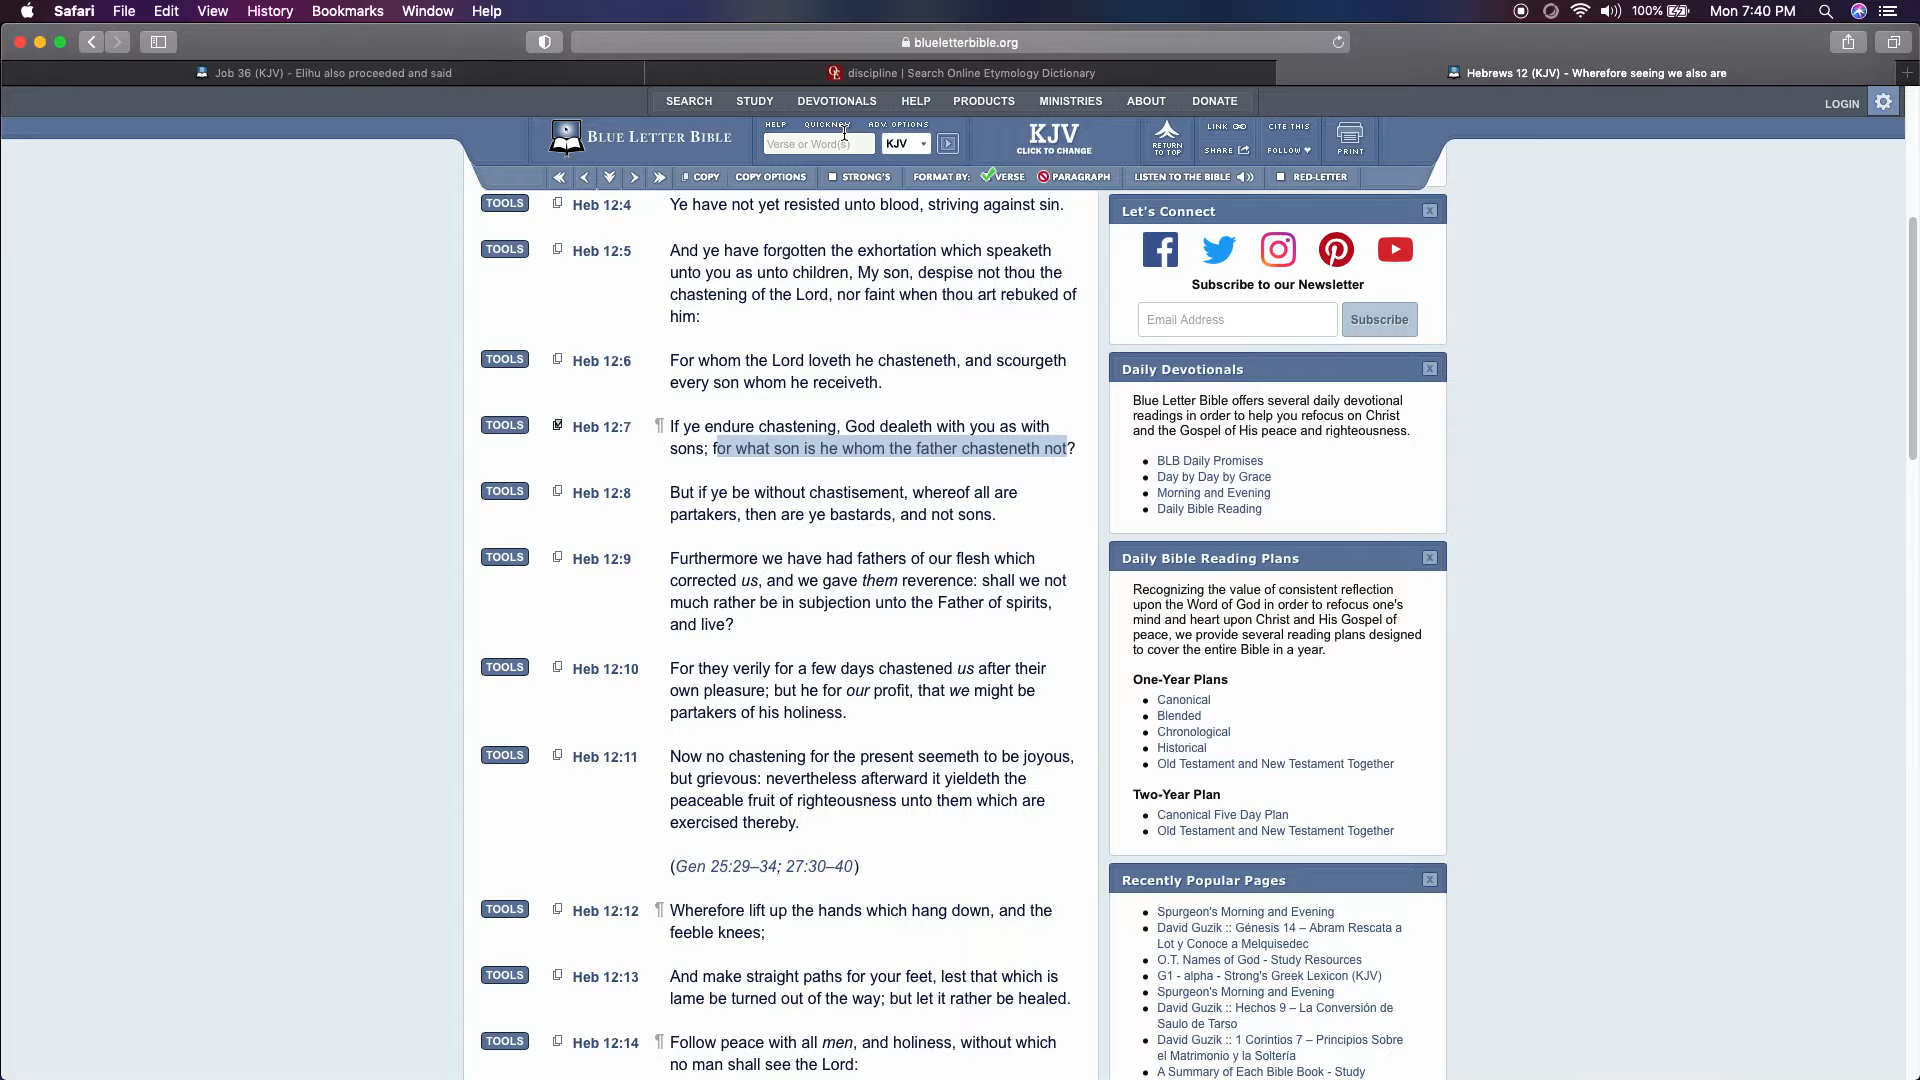 Safari File Edit View History Bookmarks Window Help 100% Mon 7:40 PM
blueletterbible.org
Job 36 (KJV) - Elihu also proceeded and said
discipline | Search Online Etymology Dictionary
Hebrews 12 (KJV) - Wherefore seeing we also are
SEARCH STUDY DEVOTIONALS HELP PRODUCTS MINISTRIES ABOUT DONATE
LOGIN
BLUE LETTER BIBLE
HELP QUICKNAV ADV. OPTIONS
Verse or Word(s) KJV
KJV
CLICK TO CHANGE
RETURN
TO TOP
LINK CITE THIS
SHARE FOLLOW
PRINT
COPY COPY OPTIONS STRONG'S FORMAT BY: VERSE PARAGRAPH LISTEN TO THE BIBLE RED-LETTER
TOOLS Heb 12:4 Ye have not yet resisted unto blood, striving against sin.
TOOLS Heb 12:5 And ye have forgotten the exhortation which speaketh
unto you as unto children, My son, despise not thou the
chastening of the Lord, nor faint when thou art rebuked of
him:
TOOLS Heb 12:6 For whom the Lord loveth he chasteneth, and scourgeth
every son whom he receiveth.
TOOLS Heb 12:7 ¶ If ye endure chastening, God dealeth with you as with
sons; for what son is he whom the father chasteneth not?
TOOLS Heb 12:8 But if ye be without chastisement, whereof all are
partakers, then are ye bastards, and not sons.
TOOLS Heb 12:9 Furthermore we have had fathers of our flesh which
corrected us, and we gave them reverence: shall we not
much rather be in subjection unto the Father of spirits,
and live?
TOOLS Heb 12:10 For they verily for a few days chastened us after their
own pleasure; but he for our profit, that we might be
partakers of his holiness.
TOOLS Heb 12:11 Now no chastening for the present seemeth to be joyous,
but grievous: nevertheless afterward it yieldeth the
peaceable fruit of righteousness unto them which are
exercised thereby.
(Gen 25:29–34; 27:30–40)
TOOLS Heb 12:12 ¶ Wherefore lift up the hands which hang down, and the
feeble knees;
TOOLS Heb 12:13 And make straight paths for your feet, lest that which is
lame be turned out of the way; but let it rather be healed.
TOOLS Heb 12:14 ¶ Follow peace with all men, and holiness, without which
no man shall see the Lord:
Let's Connect X
Subscribe to our Newsletter
Email Address Subscribe
Daily Devotionals X
Blue Letter Bible offers several daily devotional
readings in order to help you refocus on Christ
and the Gospel of His peace and righteousness.
BLB Daily Promises
Day by Day by Grace
Morning and Evening
Daily Bible Reading
Daily Bible Reading Plans X
Recognizing the value of consistent reflection
upon the Word of God in order to refocus one's
mind and heart upon Christ and His Gospel of
peace, we provide several reading plans designed
to cover the entire Bible in a year.
One-Year Plans
Canonical
Blended
Chronological
Historical
Old Testament and New Testament Together
Two-Year Plan
Canonical Five Day Plan
Old Testament and New Testament Together
Recently Popular Pages X
Spurgeon's Morning and Evening
David Guzik :: Génesis 14 – Abram Rescata a
Lot y Conoce a Melquisedec
O.T. Names of God - Study Resources
G1 - alpha - Strong's Greek Lexicon (KJV)
Spurgeon's Morning and Evening
David Guzik :: Hechos 9 – La Conversión de
Saulo de Tarso
David Guzik :: 1 Corintios 7 – Principios Sobre
el Matrimonio y la Soltería
A Summary of Each Bible Book - Study